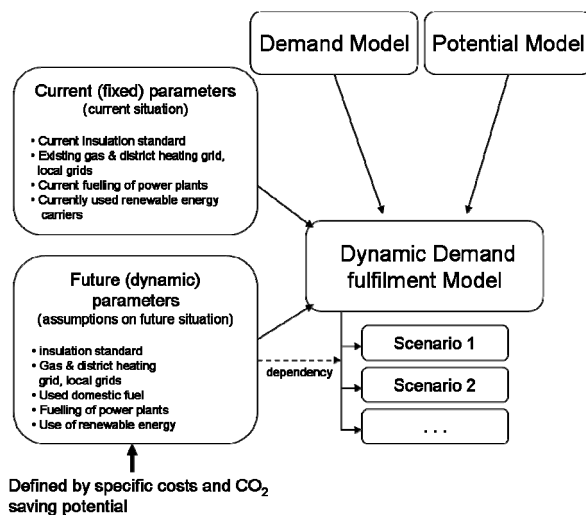 Demand Model
Potential Model
Current (fixed) parameters
(current situation)
• Current insulation standard
• Existing gas & district heating grid,
local grids
• Current fuelling of power plants
• Currently used renewable energy
carriers
Dynamic Demand
fulfilment Model
Future (dynamic)
parameters
(assumptions on future situation)
• insulation standard
• Gas & district heating
grid, local grids
• Used domestic fuel
• Fuelling of power plants
• Use of renewable energy
dependency
Scenario 1
Scenario 2
. . .
Defined by specific costs and CO₂
saving potential